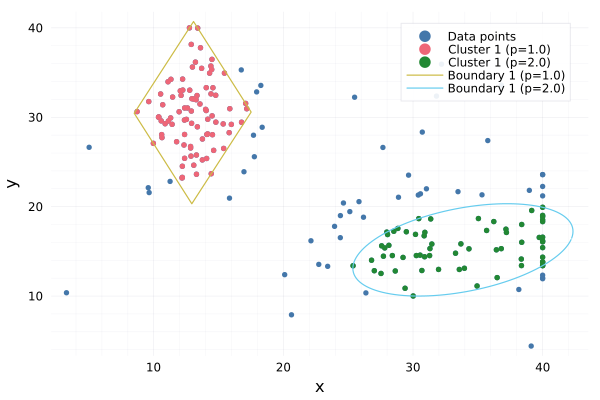 Data points
Cluster 1 (p=1.0)
Cluster 1 (p=2.0)
Boundary 1 (p=1.0)
Boundary 1 (p=2.0)
40
30
20
10
y
10
20
30
40
x